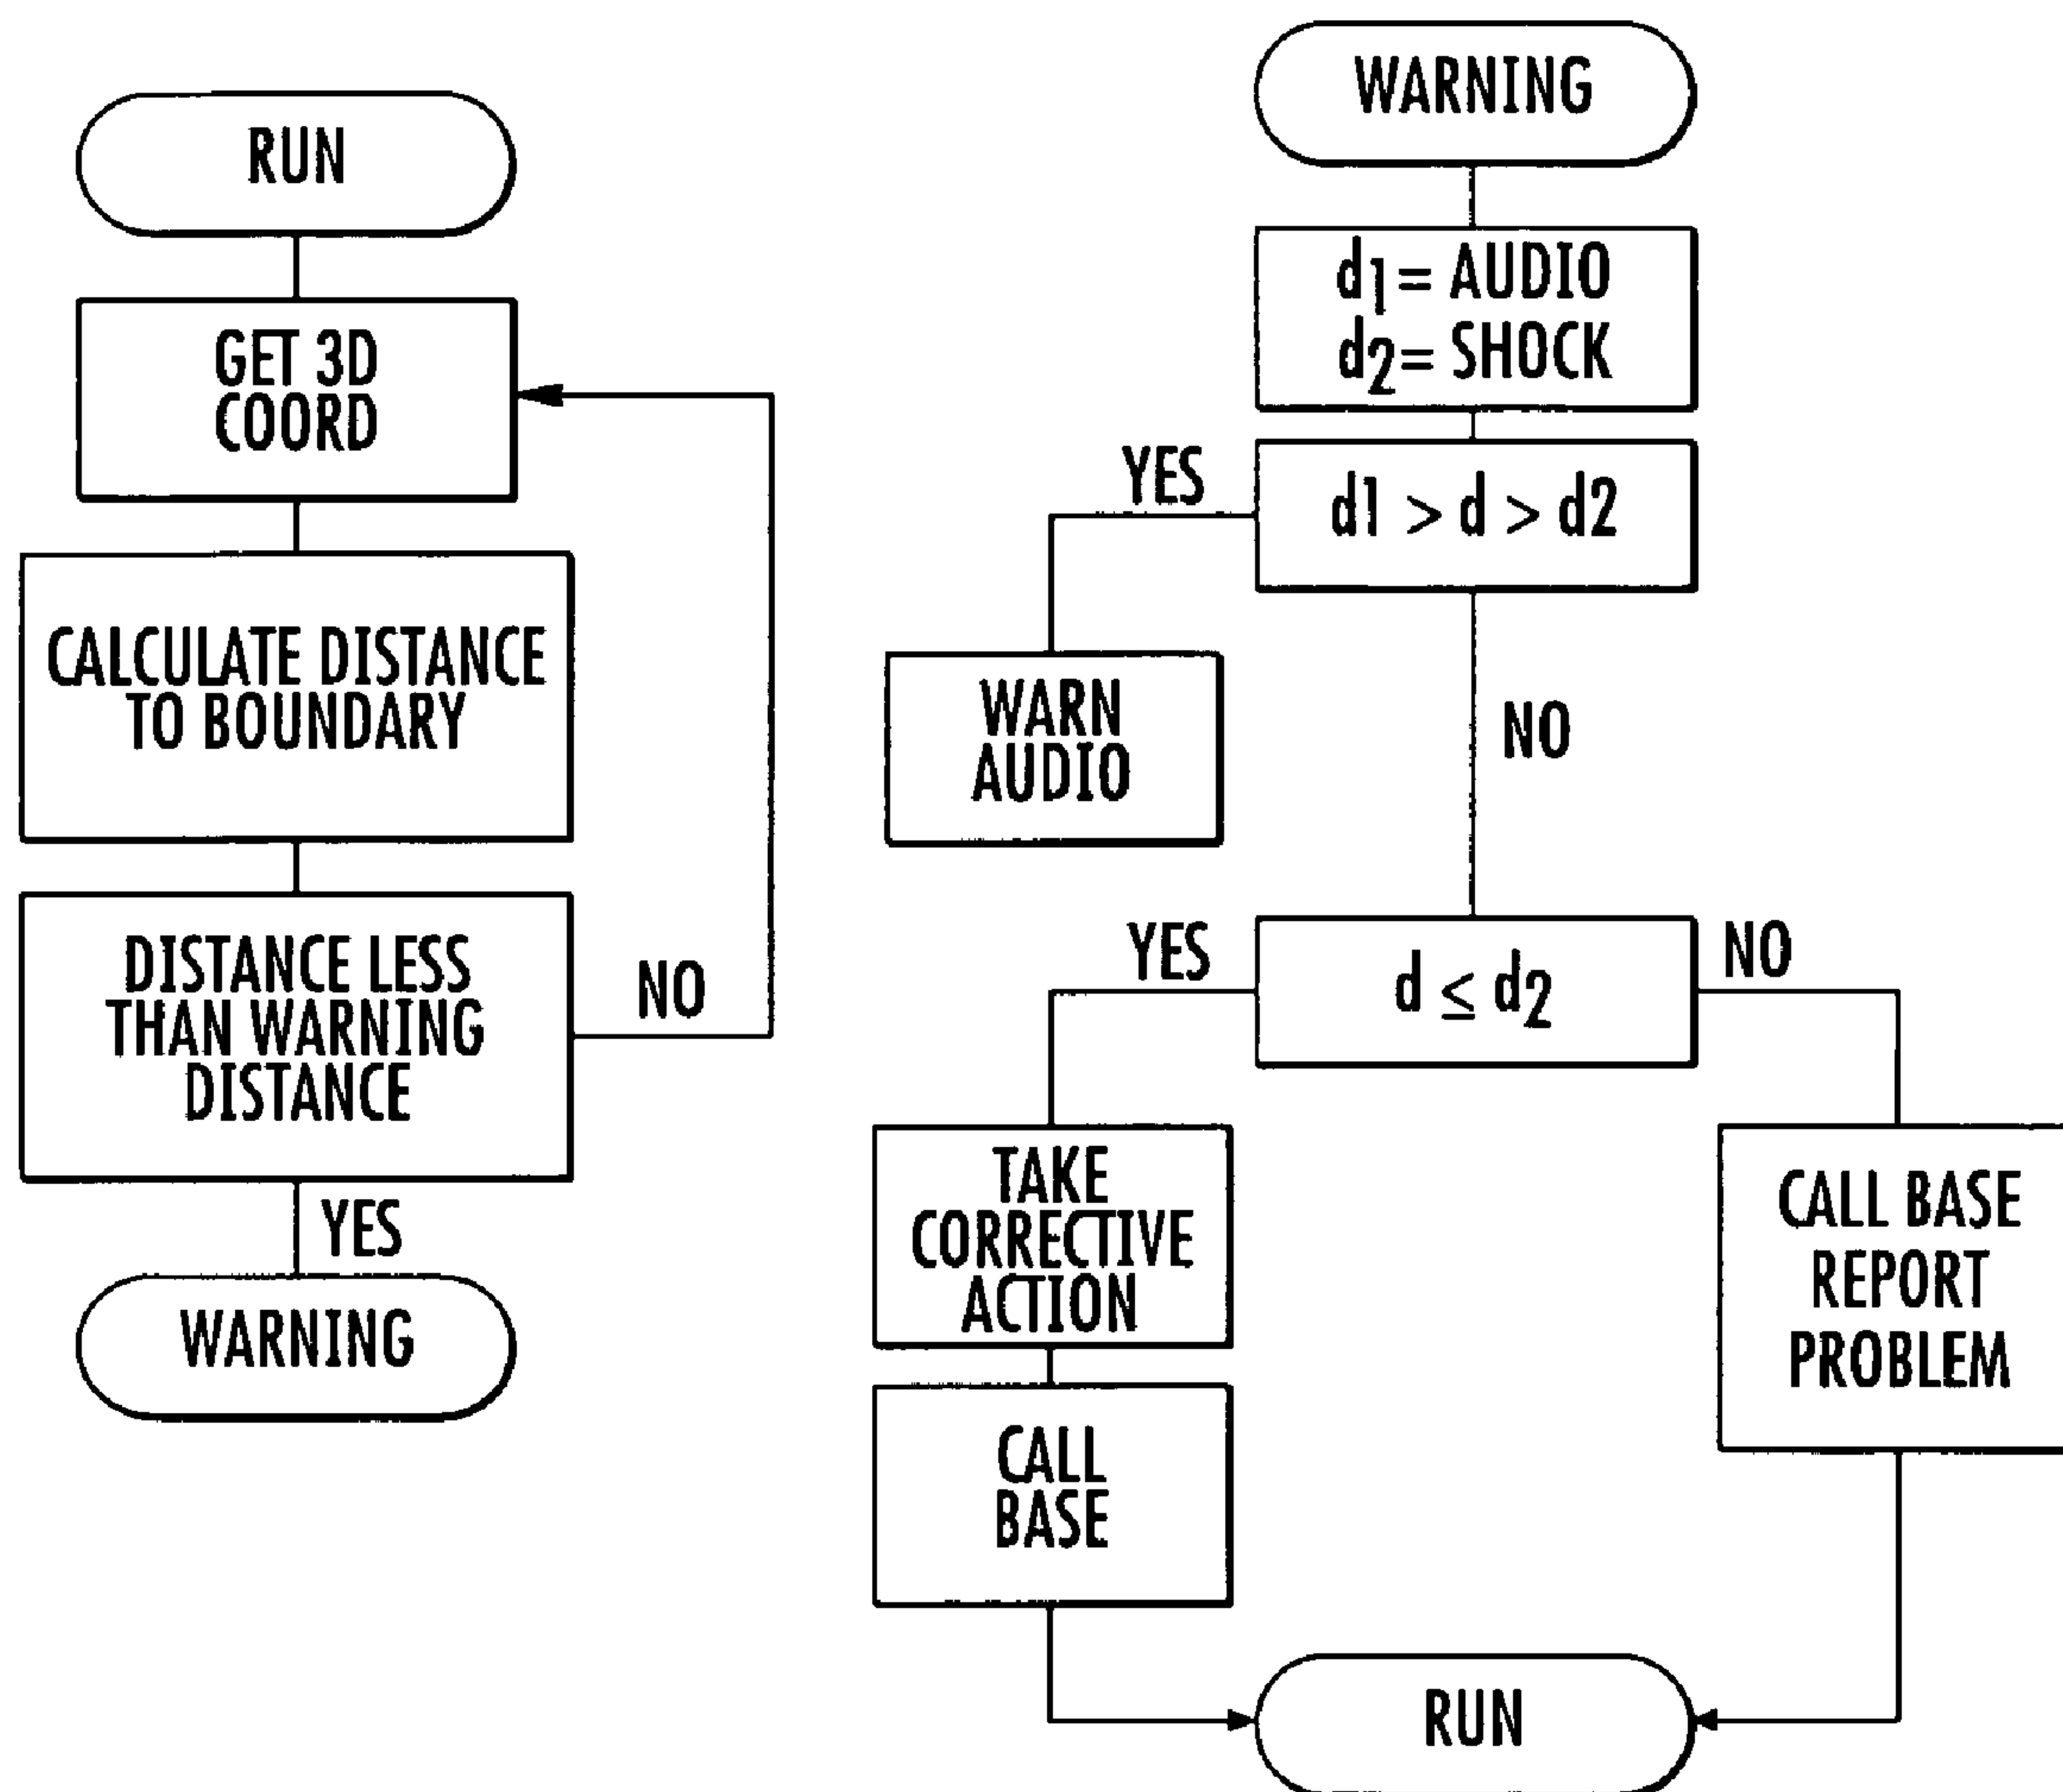 RUN
GET 3D
COORD
CALCULATE DISTANCE
TO BOUNDARY
DISTANCE LESS
THAN WARNING
DISTANCE
NO
YES
WARNING
WARNING
d1 = AUDIO
d2 = SHOCK
d1 > d > d2
YES
WARN
AUDIO
NO
d ≤ d2
YES
NO
TAKE
CORRECTIVE
ACTION
CALL
BASE
CALL BASE
REPORT
PROBLEM
RUN